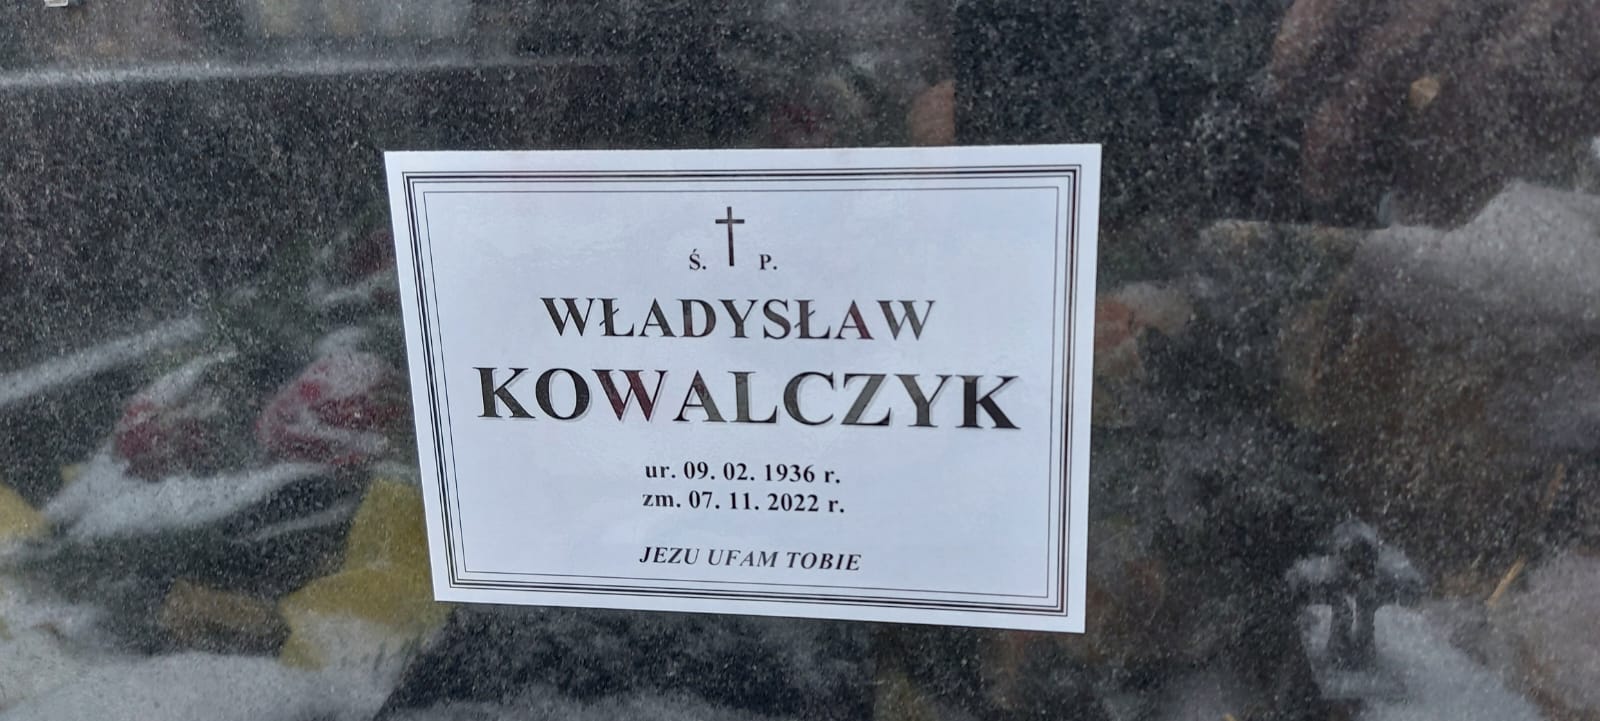 Ś. P.
WŁADYSŁAW
KOWALCZYK
ur. 09. 02. 1936 r.
zm. 07. 11. 2022 r.
JEZU UFAM TOBIE